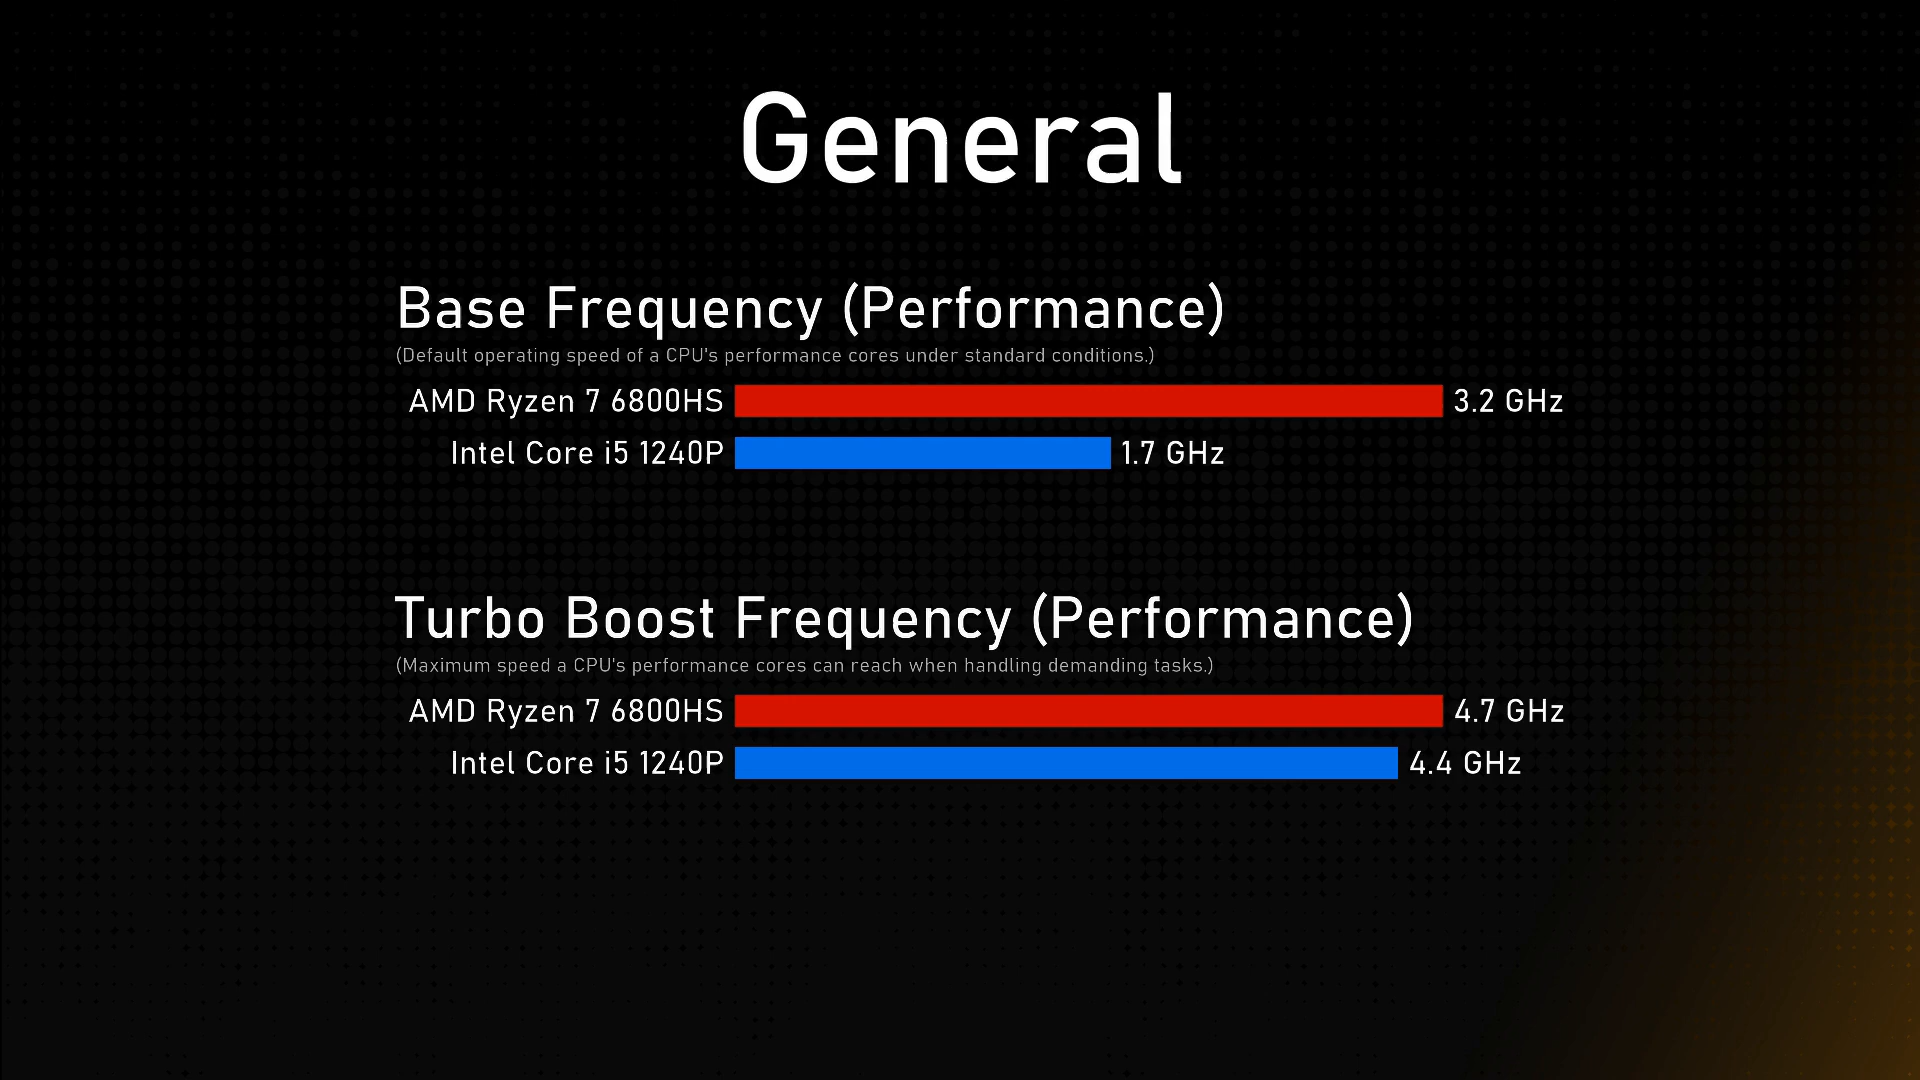 General
Base Frequency (Performance)
(Default operating speed of a CPU's performance cores under standard conditions.)
AMD Ryzen 7 6800HS 3.2 GHz
Intel Core i5 1240P 1.7 GHz
Turbo Boost Frequency (Performance)
(Maximum speed a CPU's performance cores can reach when handling demanding tasks.)
AMD Ryzen 7 6800HS 4.7 GHz
Intel Core i5 1240P 4.4 GHz